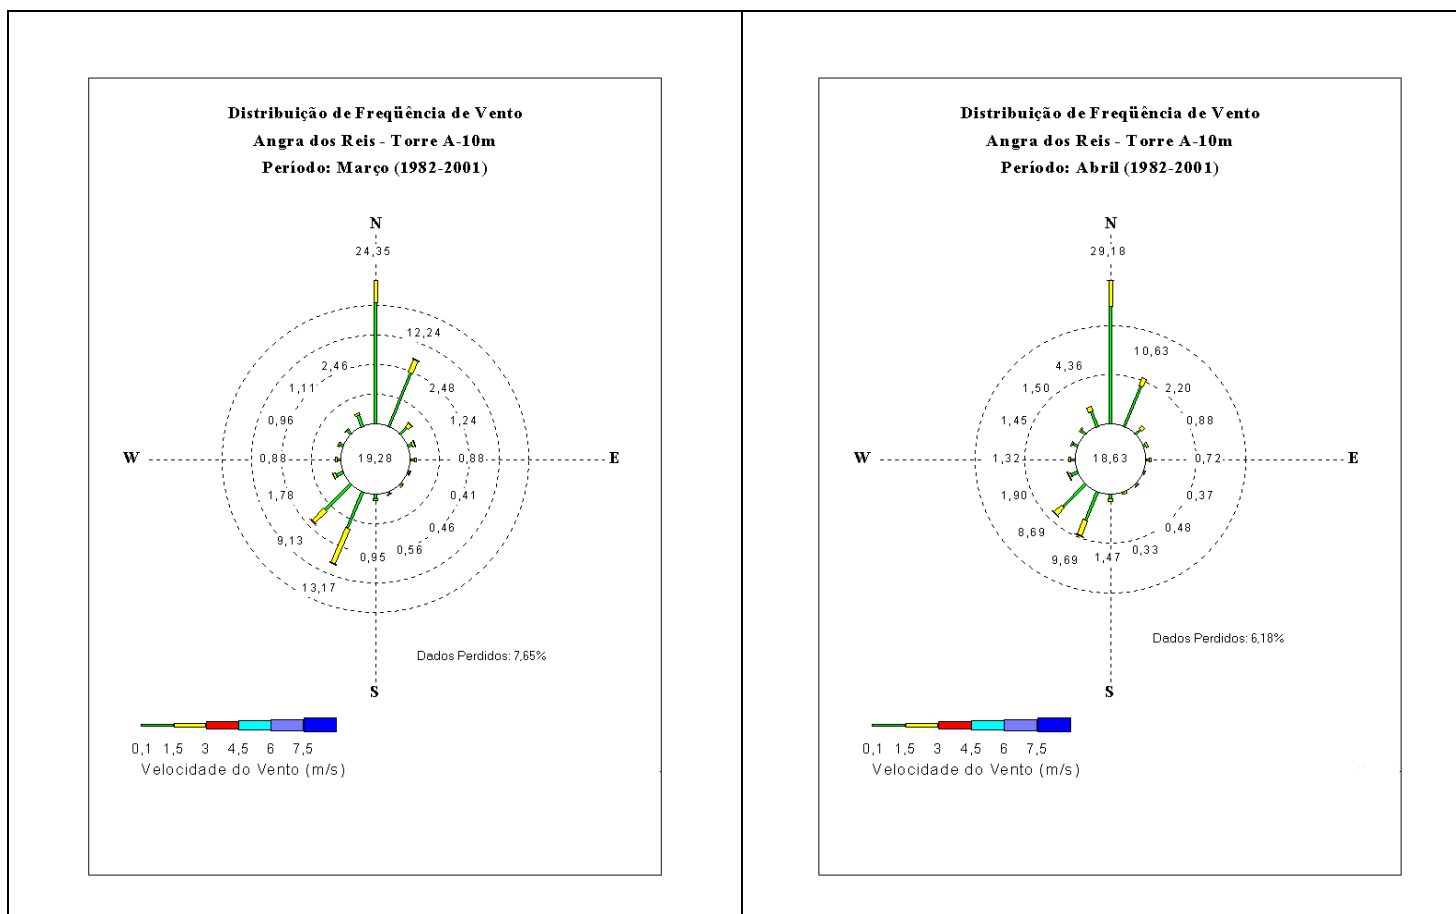 Distribuição de Freqüência de Vento
Angra dos Reis - Torre A-10m
Período: Março (1982-2001)
N
24,35
12,24
2,46
2,48
1,11
1,24
0,96
W
0,88
19,28
0,88
E
1,78
0,41
9,13
0,46
0,95
0,56
13,17
Dados Perdidos: 7,65%
S
0,1 1,5 3 4,5 6 7,5
Velocidade do Vento (m/s)
Distribuição de Freqüência de Vento
Angra dos Reis - Torre A-10m
Período: Abril (1982-2001)
N
29,18
10,63
4,36
2,20
1,50
1,45
0,88
W
1,32
18,63
0,72
E
1,90
0,37
8,69
0,48
9,69
1,47
0,33
Dados Perdidos: 6,18%
S
0,1 1,5 3 4,5 6 7,5
Velocidade do Vento (m/s)